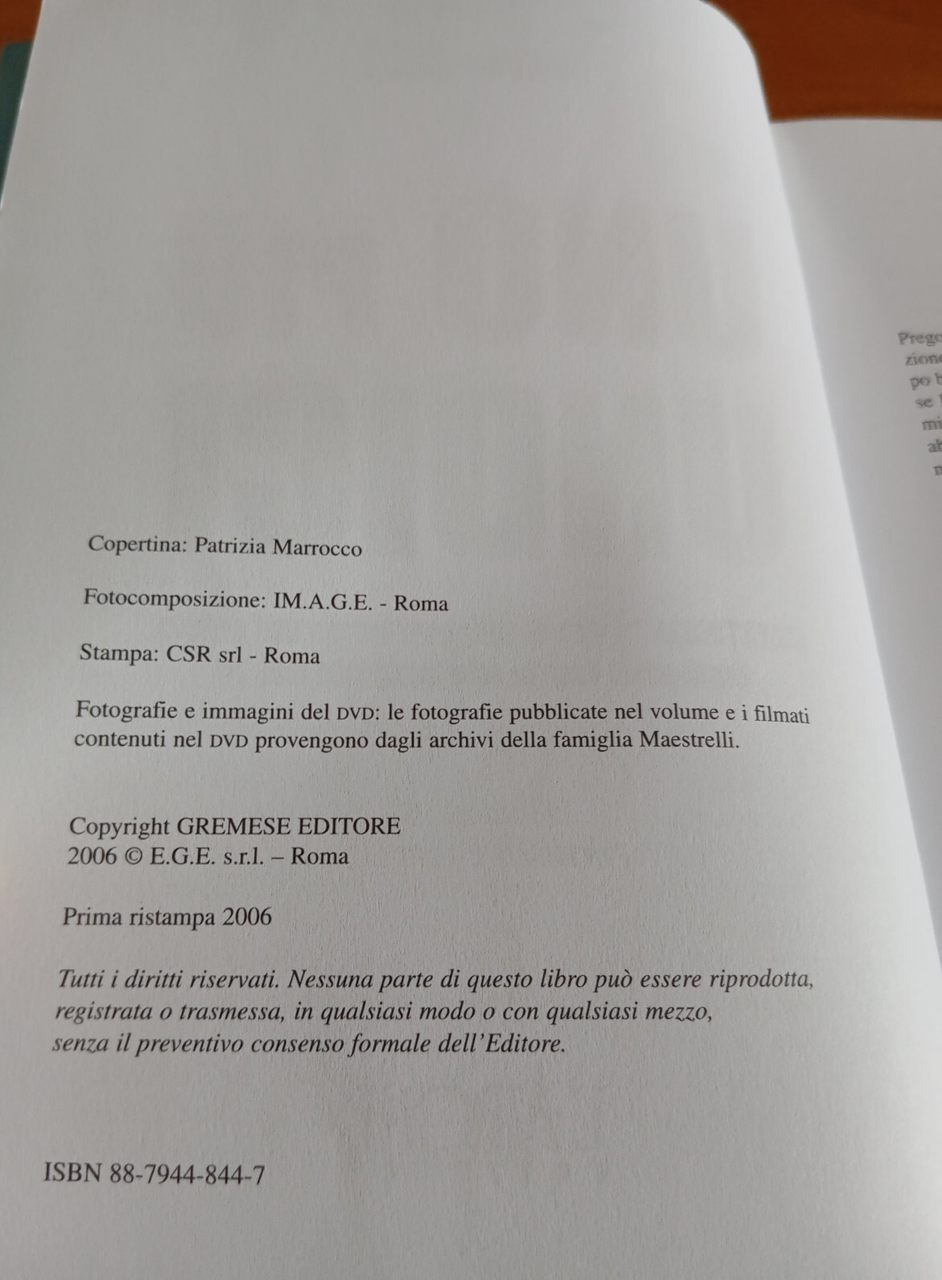 Copertina: Patrizia Marrocco
Fotocomposizione: IM.A.G.E. - Roma
Stampa: CSR srl - Roma
Fotografie e immagini del DVD: le fotografie pubblicate nel volume e i filmati
contenuti nel DVD provengono dagli archivi della famiglia Maestrelli.
Copyright GREMESE EDITORE
2006 © E.G.E. s.r.l. – Roma
Prima ristampa 2006
Tutti i diritti riservati. Nessuna parte di questo libro può essere riprodotta,
registrata o trasmessa, in qualsiasi modo o con qualsiasi mezzo,
senza il preventivo consenso formale dell'Editore.
ISBN 88-7944-844-7